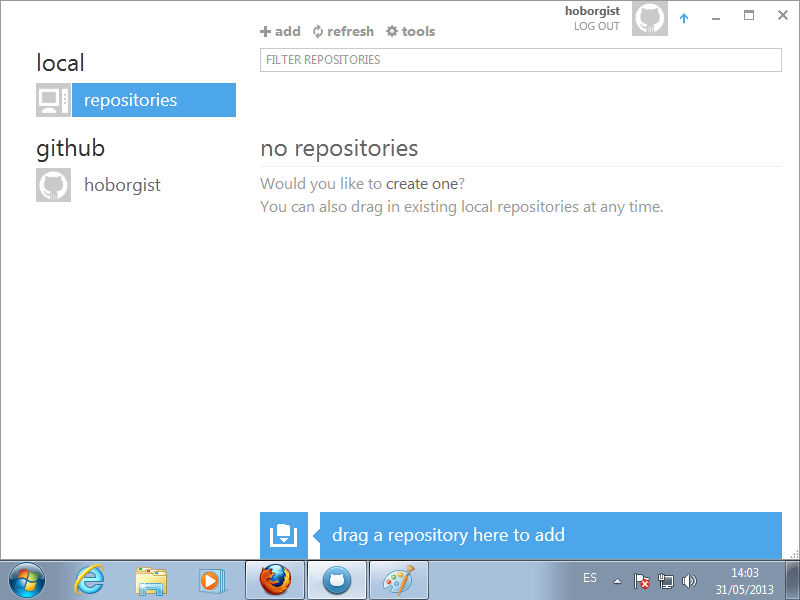 hoborgist
LOG OUT
add refresh tools
FILTER REPOSITORIES
local
repositories
github
hoborgist
no repositories
Would you like to create one?
You can also drag in existing local repositories at any time.
drag a repository here to add
ES
14:03
31/05/2013